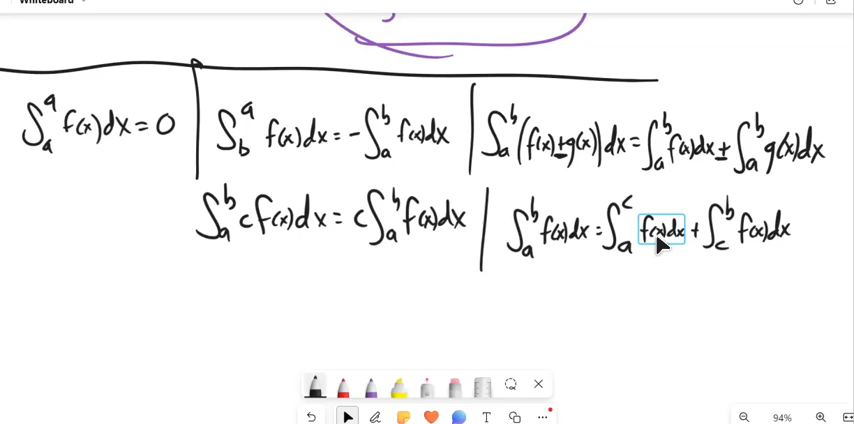 Whiteboard
∫_a^a f(x)dx = 0 | ∫_b^a f(x)dx = -∫_a^b f(x)dx | ∫_a^b (f(x)±g(x))dx = ∫_a^b f(x)dx ± ∫_a^b g(x)dx
∫_a^b cf(x)dx = c∫_a^b f(x)dx | ∫_a^b f(x)dx = ∫_a^c f(x)dx + ∫_c^b f(x)dx
T
94%